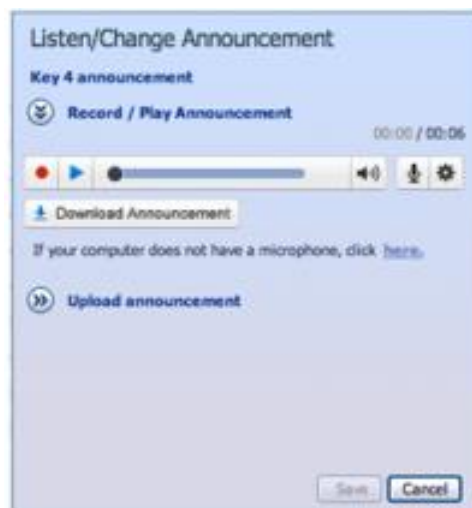 Listen/Change Announcement
Key 4 announcement
Record / Play Announcement
00:00 / 00:06
Download Announcement
If your computer does not have a microphone, click here.
Upload announcement
Save Cancel